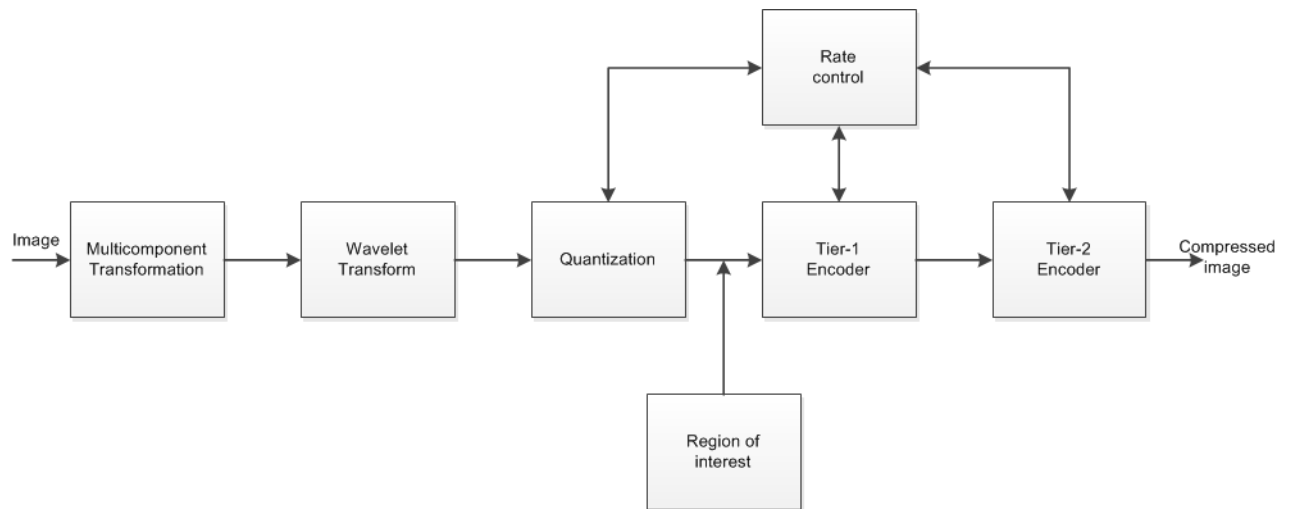 Rate
control
Image
Multicomponent
Transformation
Wavelet
Transform
Quantization
Tier-1
Encoder
Tier-2
Encoder
Compressed
image
Region of
interest